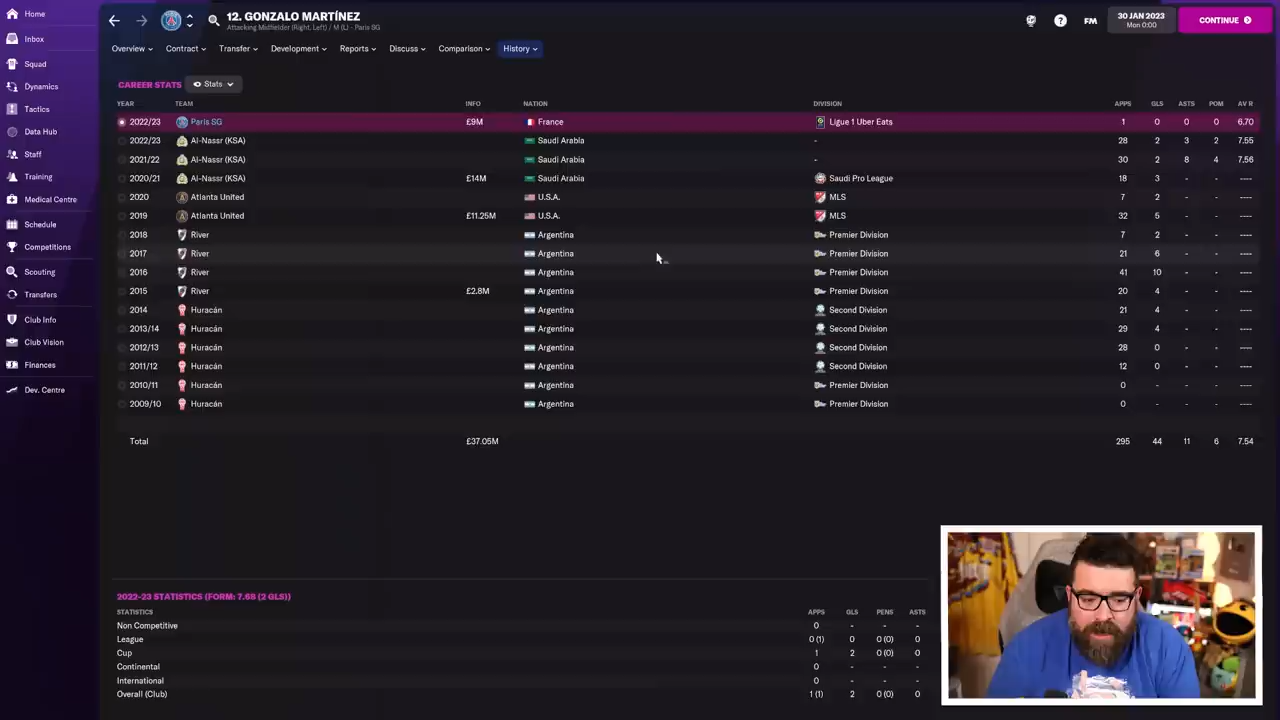 Home
Inbox
Squad
Dynamics
Tactics
Data Hub
Staff
Training
Medical Centre
Schedule
Competitions
Scouting
Transfers
Club Info
Club Vision
Finances
Dev. Centre
12. GONZALO MARTÍNEZ
Attacking Midfielder (Right, Left) / M (L) - Paris SG
FM
30 JAN 2023
Mon 0:00
CONTINUE
Overview Contract Transfer Development Reports Discuss Comparison History
CAREER STATS Stats
YEAR TEAM INFO NATION DIVISION APPS GLS ASTS POM AV R
2022/23 Paris SG £9M France Ligue 1 Uber Eats 1 0 0 0 6.70
2022/23 Al-Nassr (KSA) Saudi Arabia - 28 2 3 2 7.55
2021/22 Al-Nassr (KSA) Saudi Arabia - 30 2 8 4 7.56
2020/21 Al-Nassr (KSA) £14M Saudi Arabia Saudi Pro League 18 3 - - ----
2020 Atlanta United U.S.A. MLS 7 2 - - ----
2019 Atlanta United £11.25M U.S.A. MLS 32 5 - - ----
2018 River Argentina Premier Division 7 2 - - ----
2017 River Argentina Premier Division 21 6 - - ----
2016 River Argentina Premier Division 41 10 - - ----
2015 River £2.8M Argentina Premier Division 20 4 - - ----
2014 Huracán Argentina Second Division 21 4 - - ----
2013/14 Huracán Argentina Second Division 29 4 - - ----
2012/13 Huracán Argentina Second Division 28 0 - - ----
2011/12 Huracán Argentina Second Division 12 0 - - ----
2010/11 Huracán Argentina Premier Division 0 - - - ----
2009/10 Huracán Argentina Premier Division 0 - - - ----
Total £37.05M 295 44 11 6 7.54
2022-23 STATISTICS (FORM: 7.68 (2 GLS))
STATISTICS APPS GLS PENS ASTS
Non Competitive 0 - - -
League 0 (1) 0 0 (0) 0
Cup 1 2 0 (0) 0
Continental 0 - - -
International 0 - - -
Overall (Club) 1 (1) 2 0 (0) 0